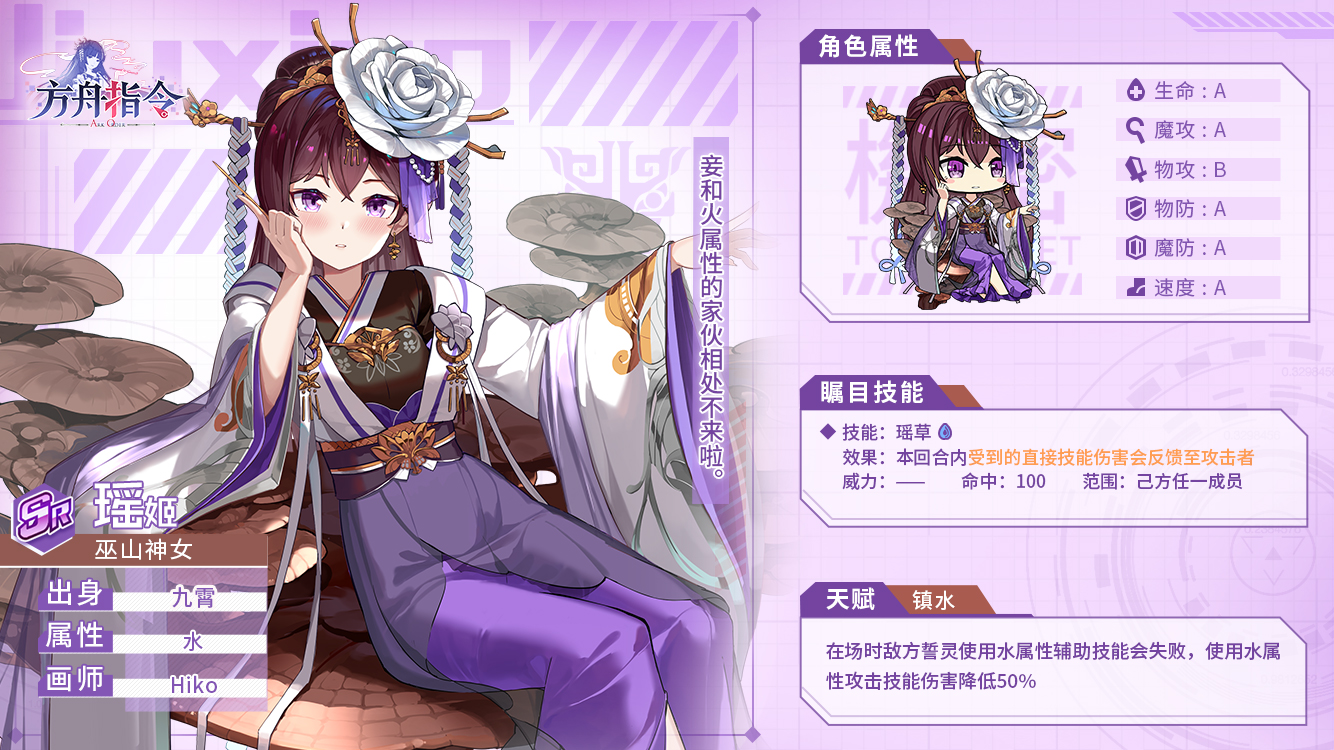 方舟指令
ARK ORDER
妾和火属性的家伙相处不来啦。
SR
瑶姬
巫山神女
出身 九霄
属性 水
画师 Hiko
角色属性
生命：A
魔攻：A
物攻：B
物防：A
魔防：A
速度：A
瞩目技能
技能：瑶草
效果：本回合内受到的直接技能伤害会反馈至攻击者
威力：—— 命中：100 范围：己方任一成员
天赋 镇水
在场时敌方誓灵使用水属性辅助技能会失败，使用水属
性攻击技能伤害降低50%